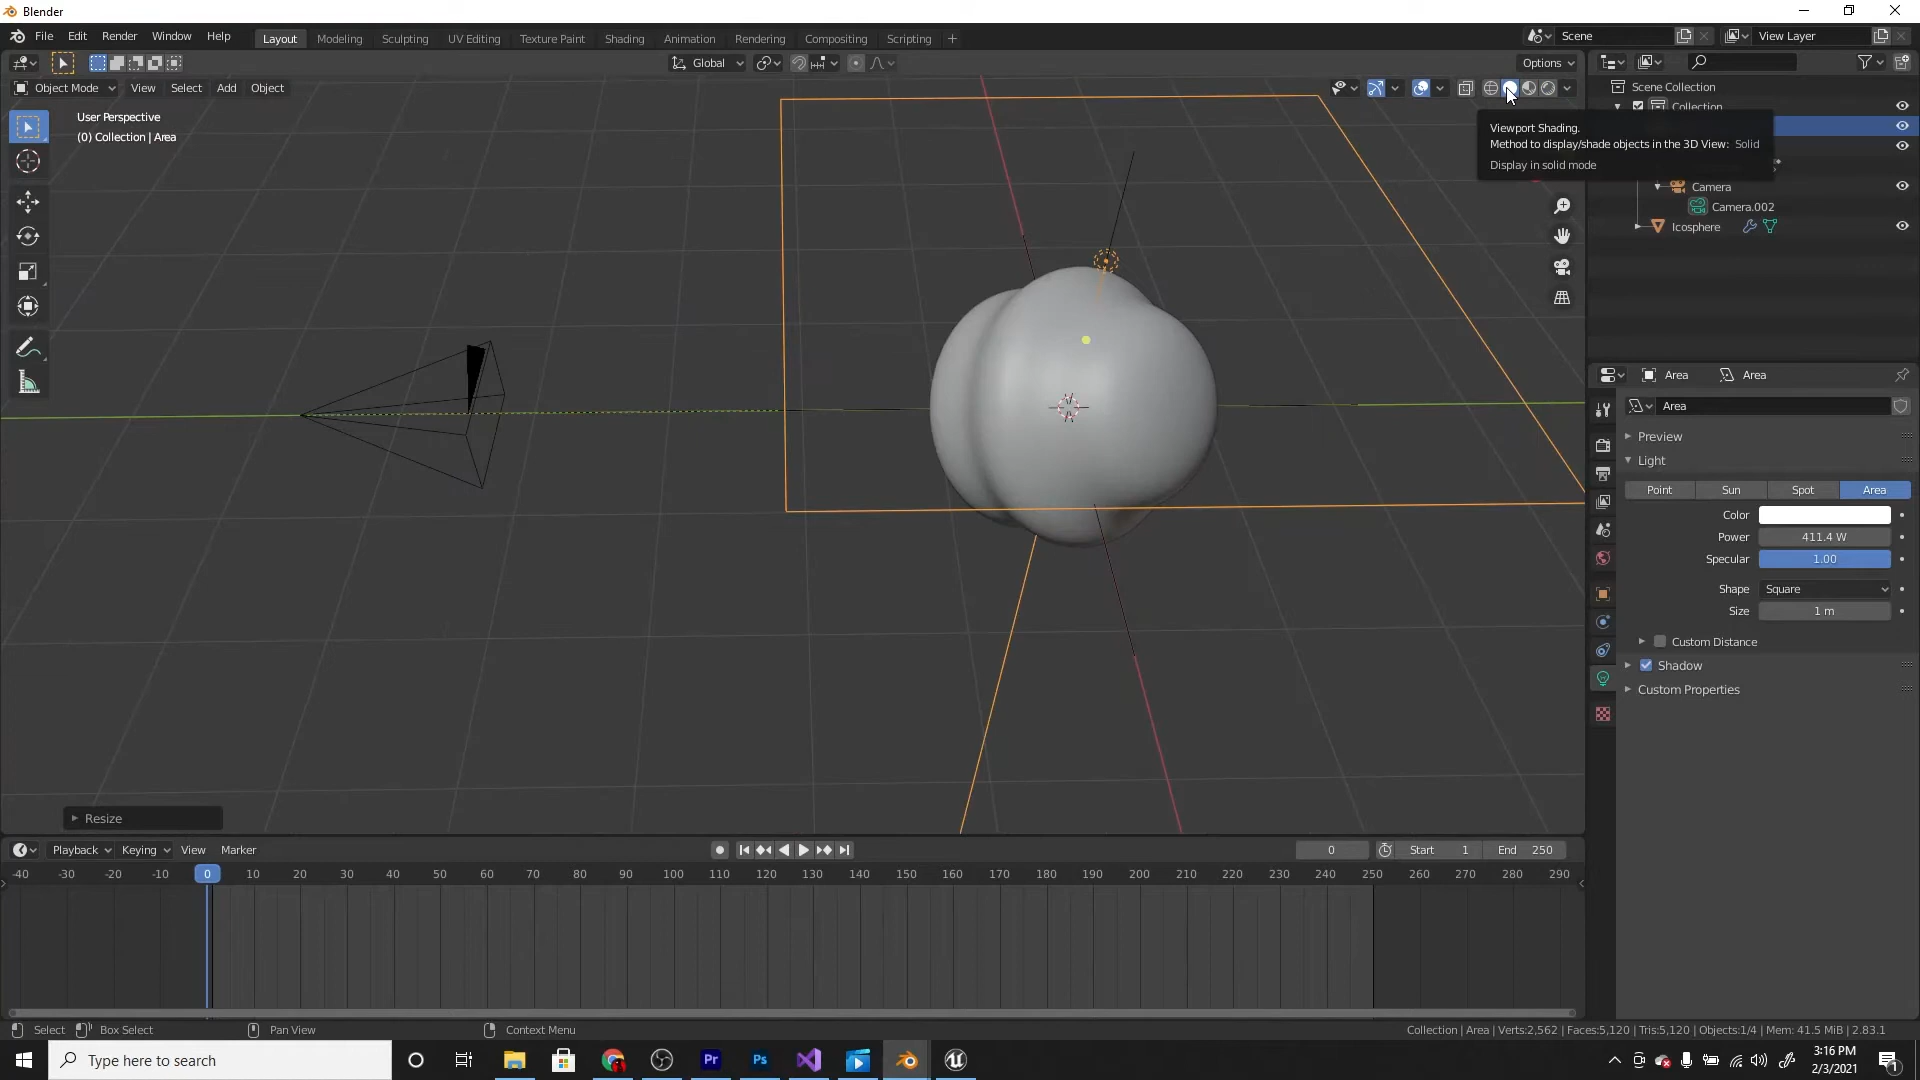 Blender
File Edit Render Window Help Layout Modeling Sculpting UV Editing Texture Paint Shading Animation Rendering Compositing Scripting + Scene View Layer
Global Options
Object Mode View Select Add Object
User Perspective
(0) Collection | Area
Scene Collection
Collection
Viewport Shading.
Method to display/shade objects in the 3D View: Solid
Display in solid mode
Camera
Camera.002
Icosphere
Area Area
Area
Preview
Light
Point Sun Spot Area
Color
Power 411.4 W
Specular 1.00
Shape Square
Size 1 m
Custom Distance
Shadow
Custom Properties
Resize
Playback Keying View Marker 0 Start 1 End 250
-40 -30 -20 -10 0 10 20 30 40 50 60 70 80 90 100 110 120 130 140 150 160 170 180 190 200 210 220 230 240 250 260 270 280 290
Select Box Select Pan View Context Menu Collection | Area | Verts:2,562 | Faces:5,120 | Tris:5,120 | Objects:1/4 | Mem: 41.5 MiB | 2.83.1
Type here to search Pr Ps 3:16 PM
2/3/2021 1